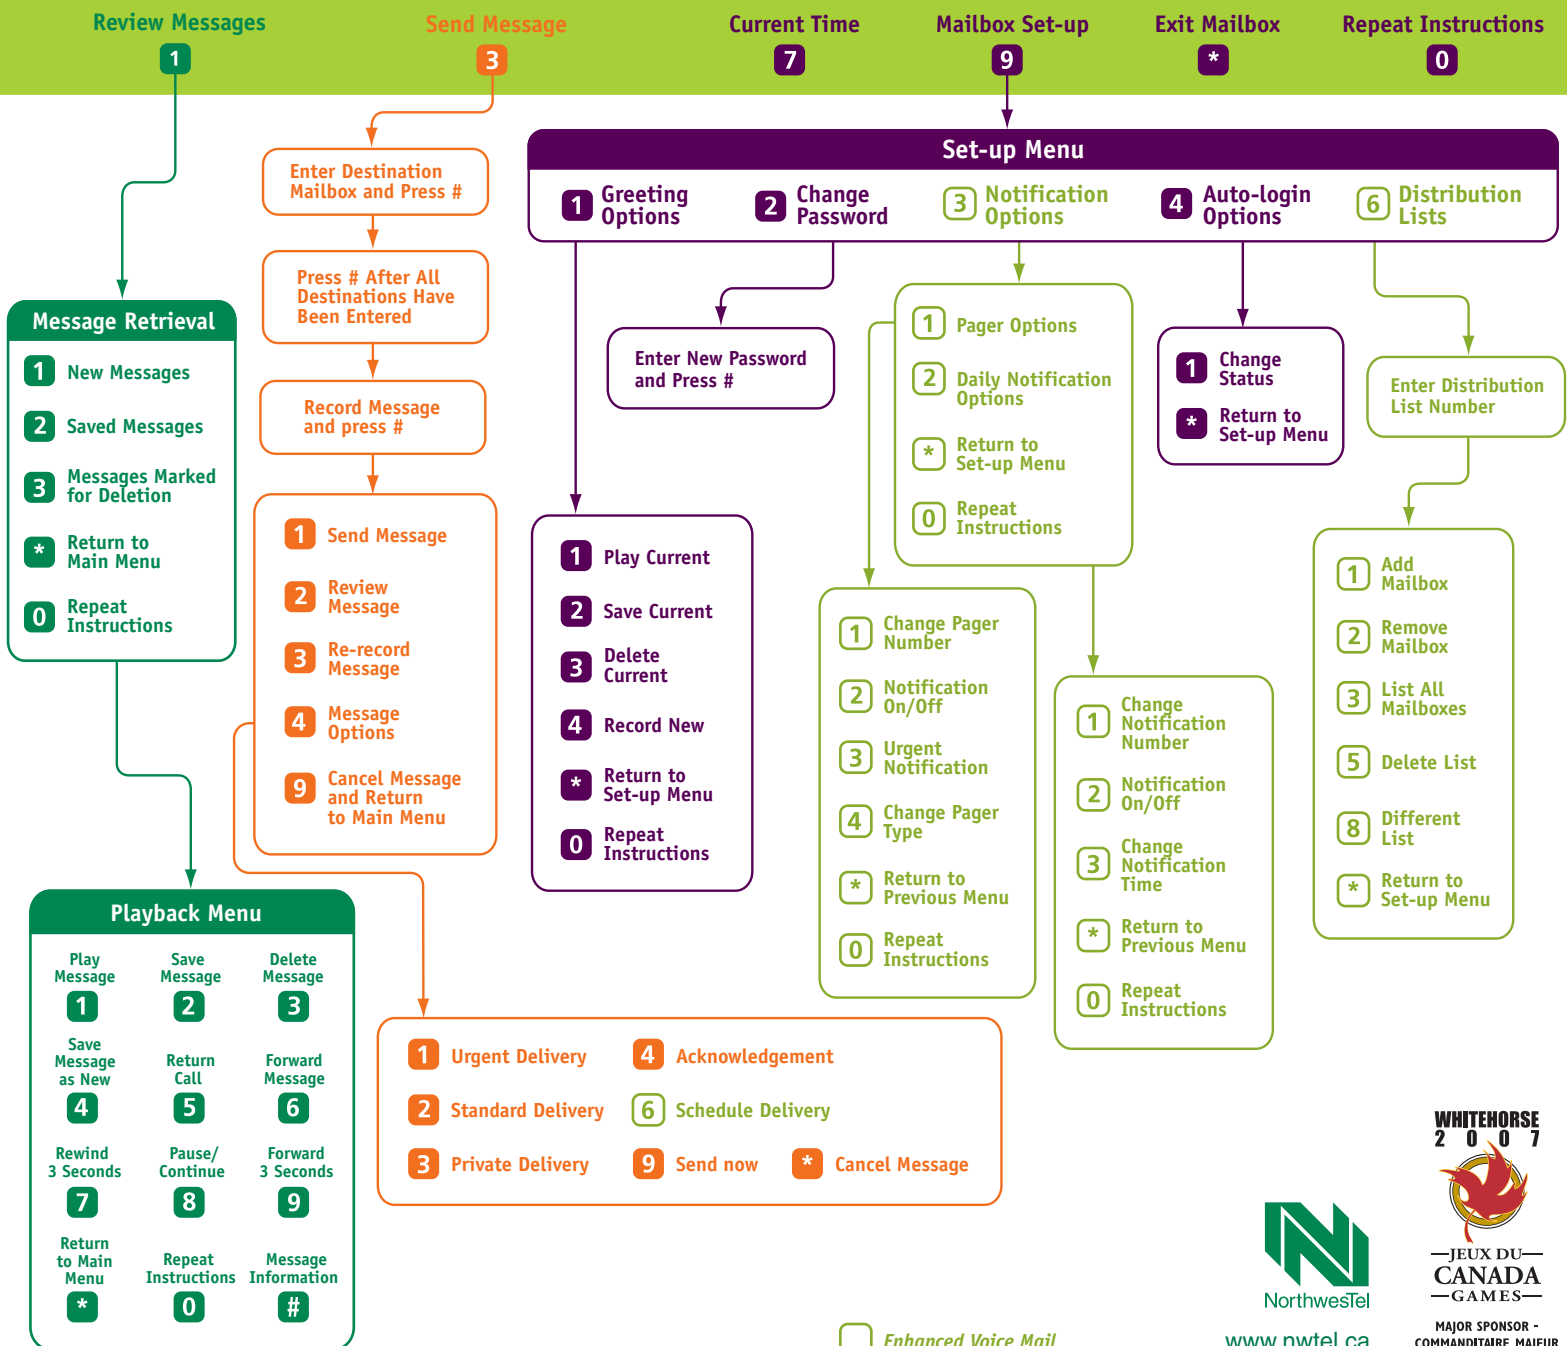 Review Messages
1
Send Message
3
Current Time
7
Mailbox Set-up
9
Exit Mailbox
*
Repeat Instructions
0
Message Retrieval
1 New Messages
2 Saved Messages
3 Messages Marked
for Deletion
* Return to
Main Menu
0 Repeat
Instructions
Playback Menu
Play
Message
1
Save
Message
2
Delete
Message
3
Save
Message
as New
4
Return
Call
5
Forward
Message
6
Rewind
3 Seconds
7
Pause/
Continue
8
Forward
3 Seconds
9
Return
to Main
Menu
*
Repeat
Instructions
0
Message
Information
#
Enter Destination
Mailbox and Press #
Press # After All
Destinations Have
Been Entered
Record Message
and press #
1 Send Message
2 Review
Message
3 Re-record
Message
4 Message
Options
9 Cancel Message
and Return
to Main Menu
1 Urgent Delivery
2 Standard Delivery
3 Private Delivery
4 Acknowledgement
6 Schedule Delivery
9 Send now
* Cancel Message
Set-up Menu
1 Greeting
Options
2 Change
Password
3 Notification
Options
4 Auto-login
Options
6 Distribution
Lists
1 Play Current
2 Save Current
3 Delete
Current
4 Record New
* Return to
Set-up Menu
0 Repeat
Instructions
Enter New Password
and Press #
1 Pager Options
2 Daily Notification
Options
* Return to
Set-up Menu
0 Repeat
Instructions
1 Change Pager
Number
2 Notification
On/Off
3 Urgent
Notification
4 Change Pager
Type
* Return to
Previous Menu
0 Repeat
Instructions
1 Change
Notification
Number
2 Notification
On/Off
3 Change
Notification
Time
* Return to
Previous Menu
0 Repeat
Instructions
1 Change
Status
* Return to
Set-up Menu
Enter Distribution
List Number
1 Add
Mailbox
2 Remove
Mailbox
3 List All
Mailboxes
5 Delete List
8 Different
List
* Return to
Set-up Menu
Enhanced Voice Mail
NorthwesTel
www.nwtel.ca
WHITEHORSE
2007
JEUX DU
CANADA
GAMES
MAJOR SPONSOR -
COMMANDITAIRE MAJEUR